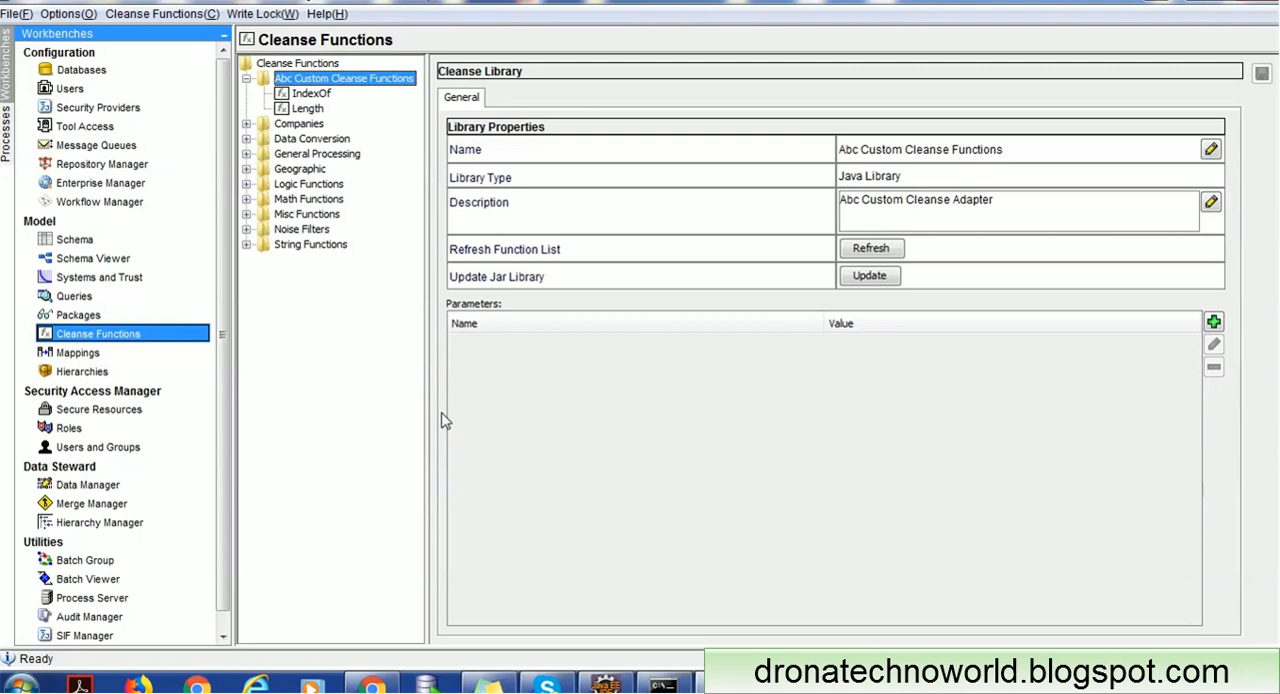 File(F) Options(O) Cleanse Functions(C) Write Lock(W) Help(H)
Workbenches
Processes
Workbenches
Configuration
Databases
Users
Security Providers
Tool Access
Message Queues
Repository Manager
Enterprise Manager
Workflow Manager
Model
Schema
Schema Viewer
Systems and Trust
Queries
Packages
Cleanse Functions
Mappings
Hierarchies
Security Access Manager
Secure Resources
Roles
Users and Groups
Data Steward
Data Manager
Merge Manager
Hierarchy Manager
Utilities
Batch Group
Batch Viewer
Process Server
Audit Manager
SIF Manager
Cleanse Functions
Cleanse Functions
Abc Custom Cleanse Functions
IndexOf
Length
Companies
Data Conversion
General Processing
Geographic
Logic Functions
Math Functions
Misc Functions
Noise Filters
String Functions
Cleanse Library
General
Library Properties
Name Abc Custom Cleanse Functions
Library Type Java Library
Description Abc Custom Cleanse Adapter
Refresh Function List Refresh
Update Jar Library Update
Parameters:
Name Value
Ready
dronatechnoworld.blogspot.com